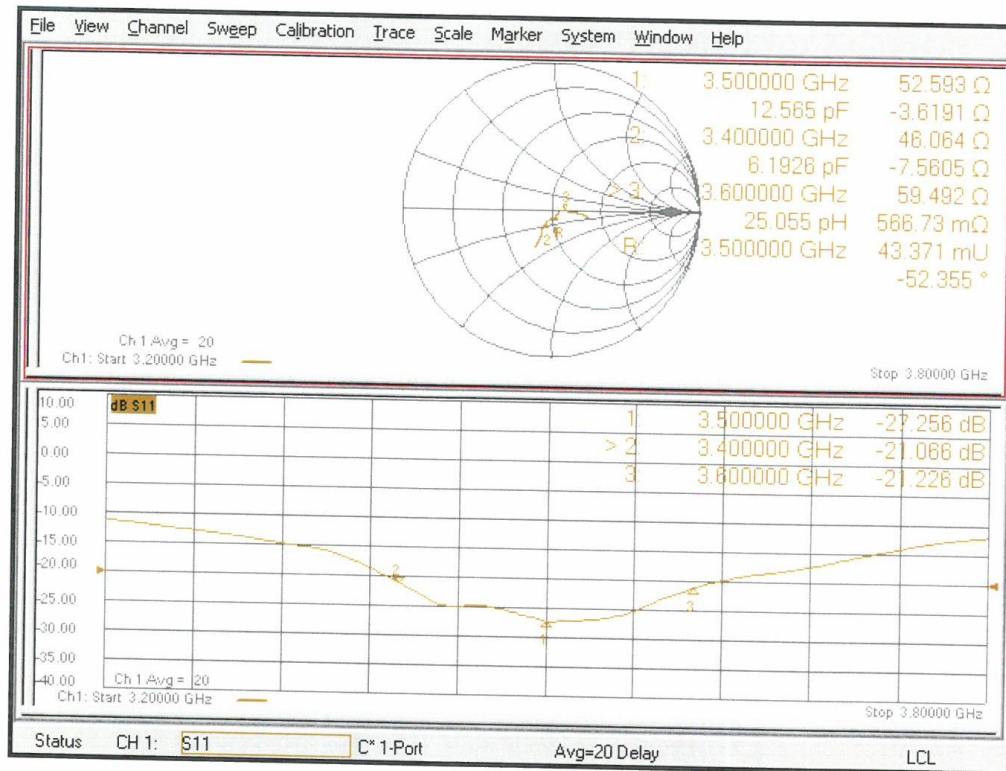 File View Channel Sweep Calibration Trace Scale Marker System Window Help
1: 3.500000 GHz 52.593 Ω
12.565 pF -3.6191 Ω
2: 3.400000 GHz 46.064 Ω
6.1926 pF -7.5605 Ω
> 3: 3.600000 GHz 59.492 Ω
25.055 pH 566.73 mΩ
R: 3.500000 GHz 43.371 mU
-52.355 °
3
2 R
Ch 1 Avg = 20
Ch1: Start 3.20000 GHz
Stop 3.80000 GHz
dB S11
10.00
5.00
0.00
-5.00
-10.00
-15.00
-20.00
-25.00
-30.00
-35.00
-40.00
1 3.500000 GHz -27.256 dB
> 2 3.400000 GHz -21.066 dB
3 3.600000 GHz -21.226 dB
2
1
3
Ch 1 Avg = 20
Ch1: Start 3.20000 GHz
Stop 3.80000 GHz
Status CH 1: S11 C* 1-Port Avg=20 Delay LCL